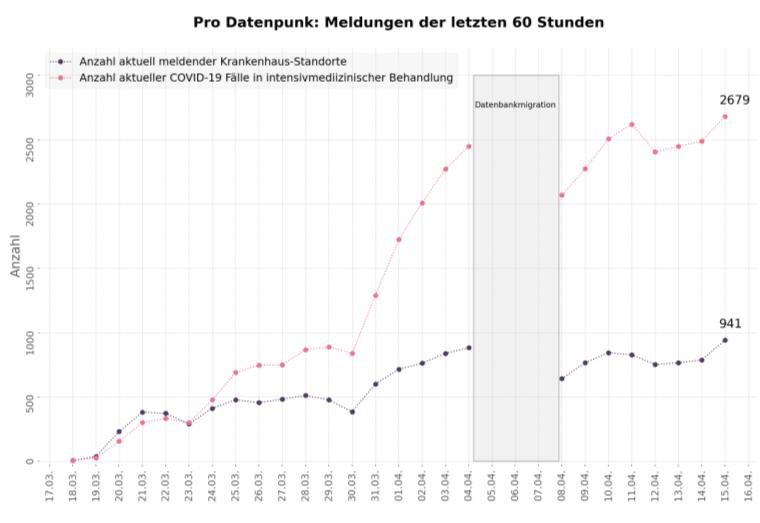 Pro Datenpunk: Meldungen der letzten 60 Stunden
Anzahl aktuell meldender Krankenhaus-Standorte
Anzahl aktueller COVID-19 Fälle in intensivmediizinischer Behandlung
Datenbankmigration
2679
941
Anzahl
3000
2500
2000
1500
1000
500
0
17.03. 18.03. 19.03. 20.03. 21.03. 22.03. 23.03. 24.03. 25.03. 26.03. 27.03. 28.03. 29.03. 30.03. 31.03. 01.04. 02.04. 03.04. 04.04. 05.04. 06.04. 07.04. 08.04. 09.04. 10.04. 11.04. 12.04. 13.04. 14.04. 15.04. 16.04.